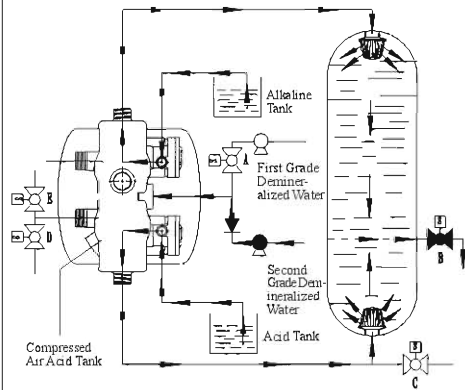 Alkaline
Tank
A
First Grade
Deminer-
alized Water
B
D
B
Second
Grade Dem-
ineralized
Water
Acid Tank
Compressed
Air Acid Tank
C